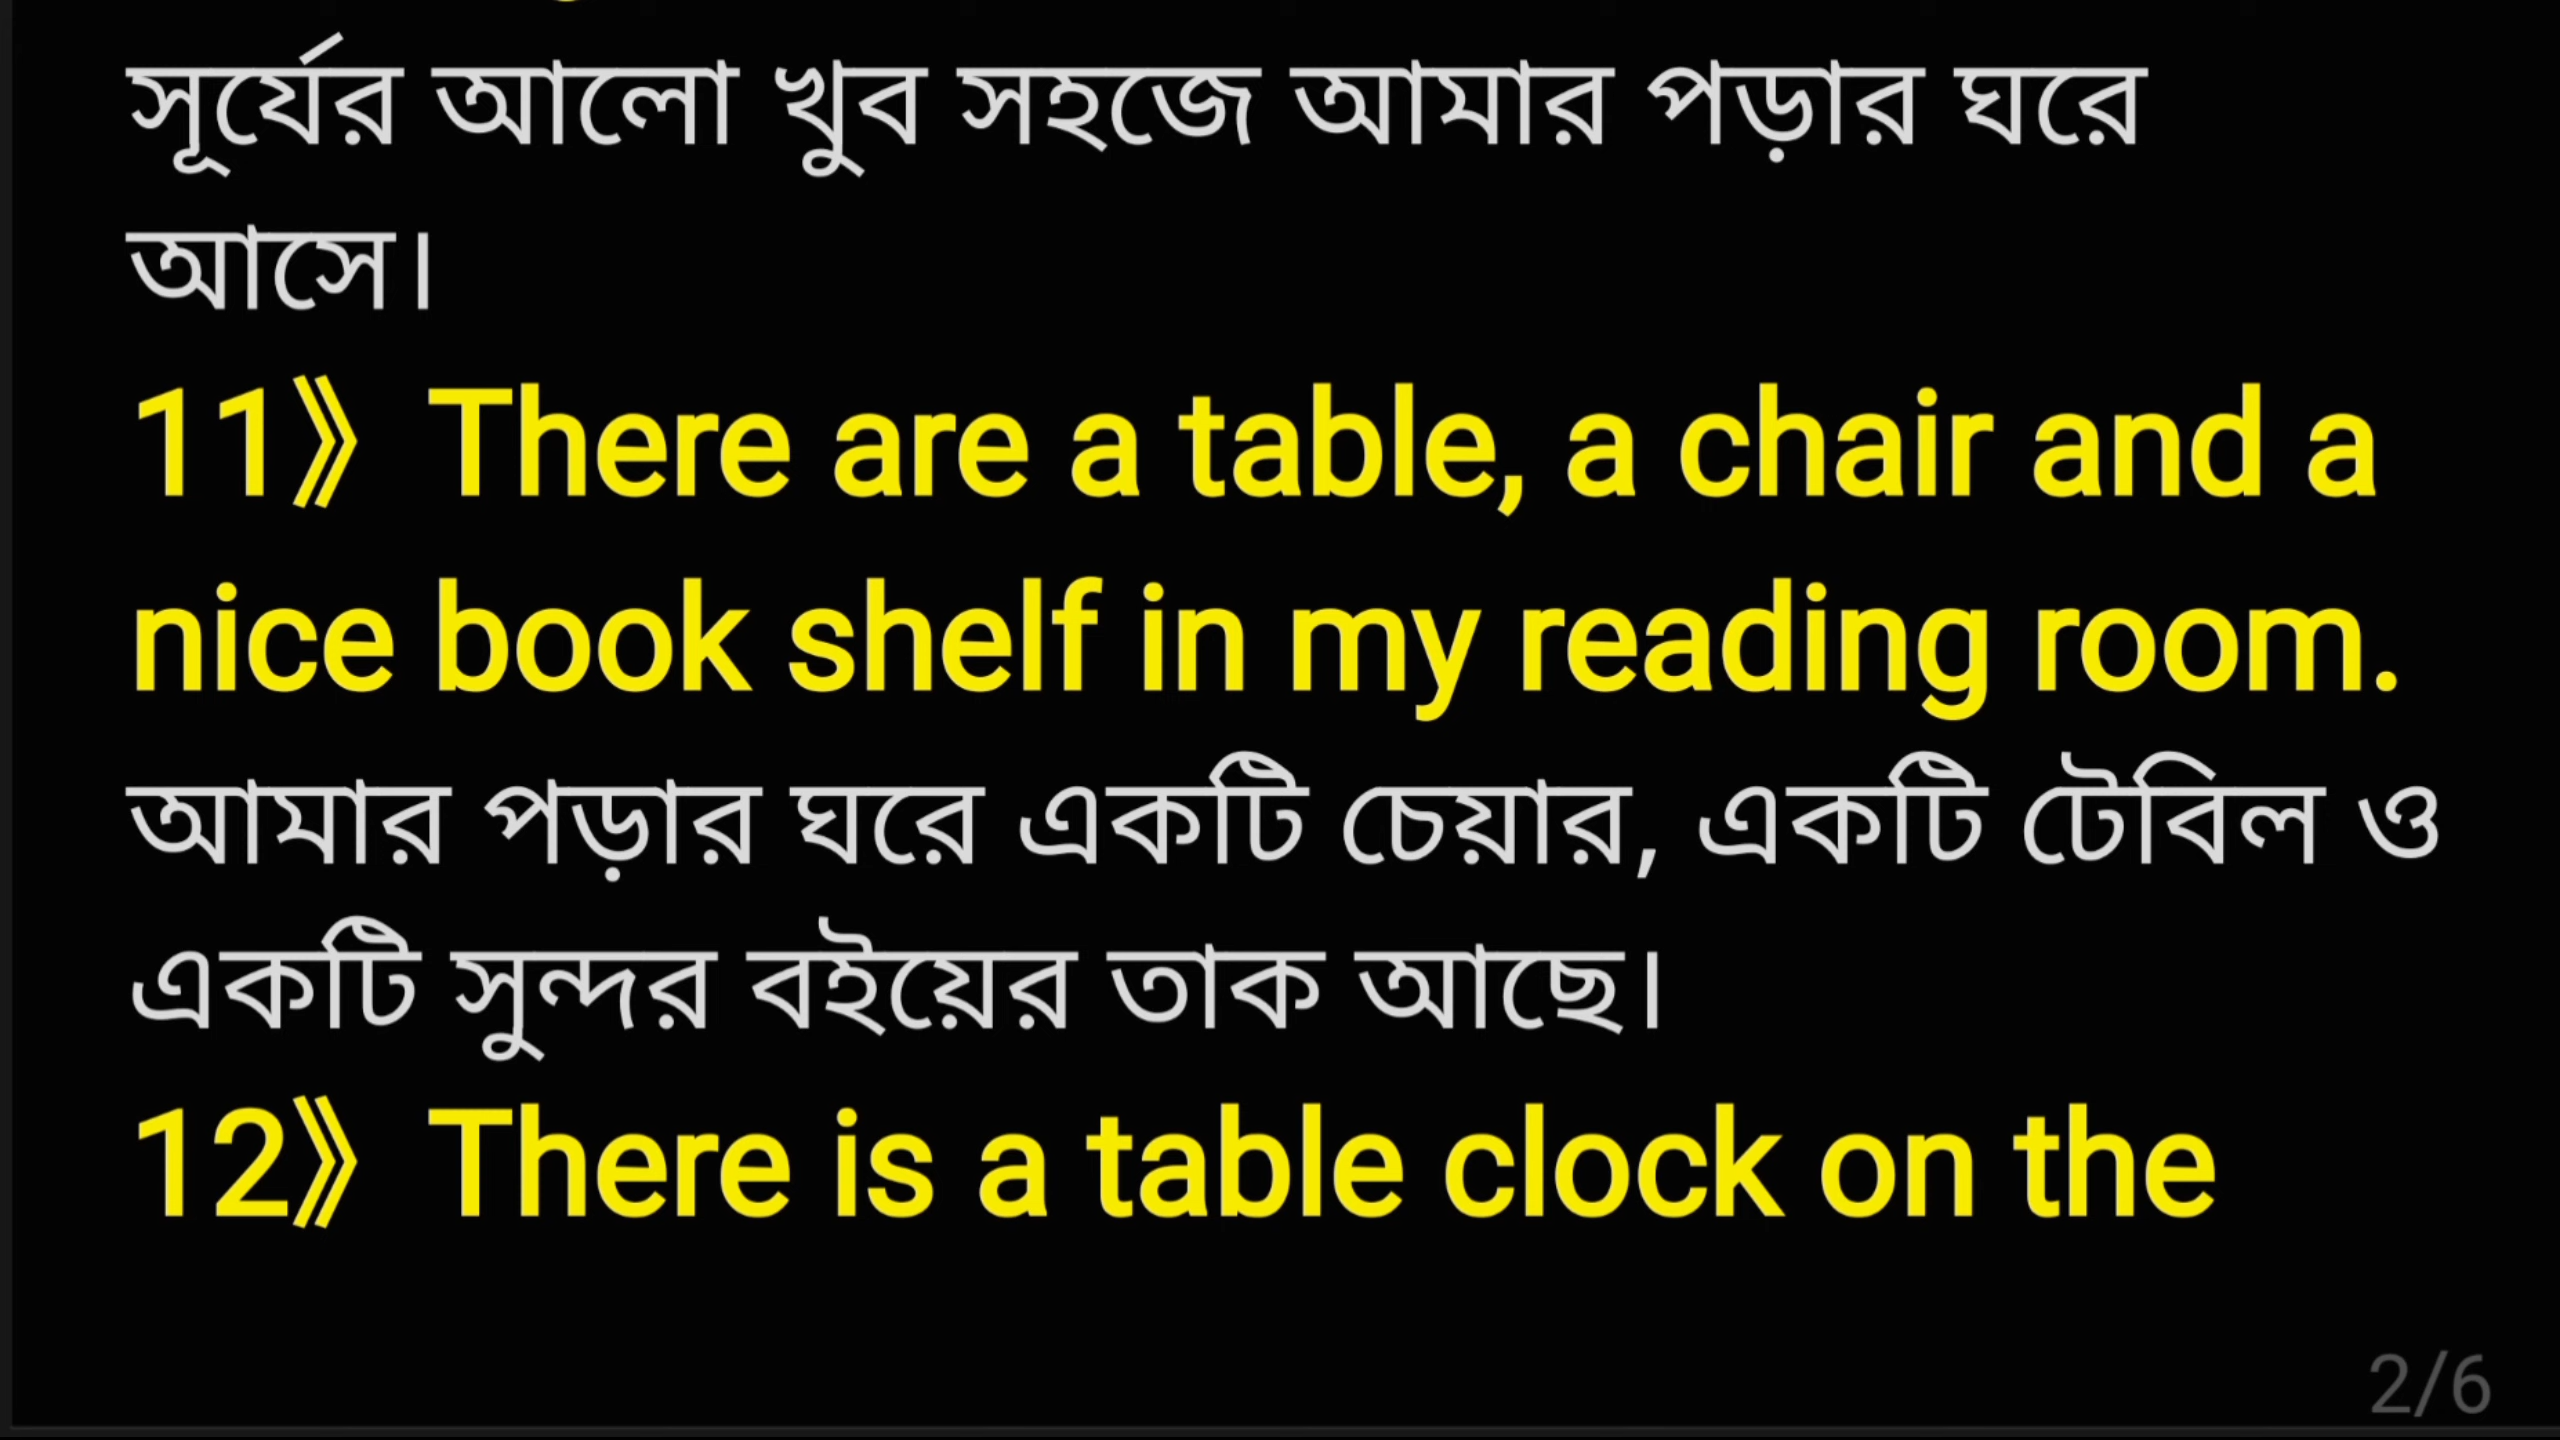 সূর্যের আলো খুব সহজে আমার পড়ার ঘরে
আসে।
11》 There are a table, a chair and a
nice book shelf in my reading room.
আমার পড়ার ঘরে একটি চেয়ার, একটি টেবিল ও
একটি সুন্দর বইয়ের তাক আছে।
12》 There is a table clock on the
2/6